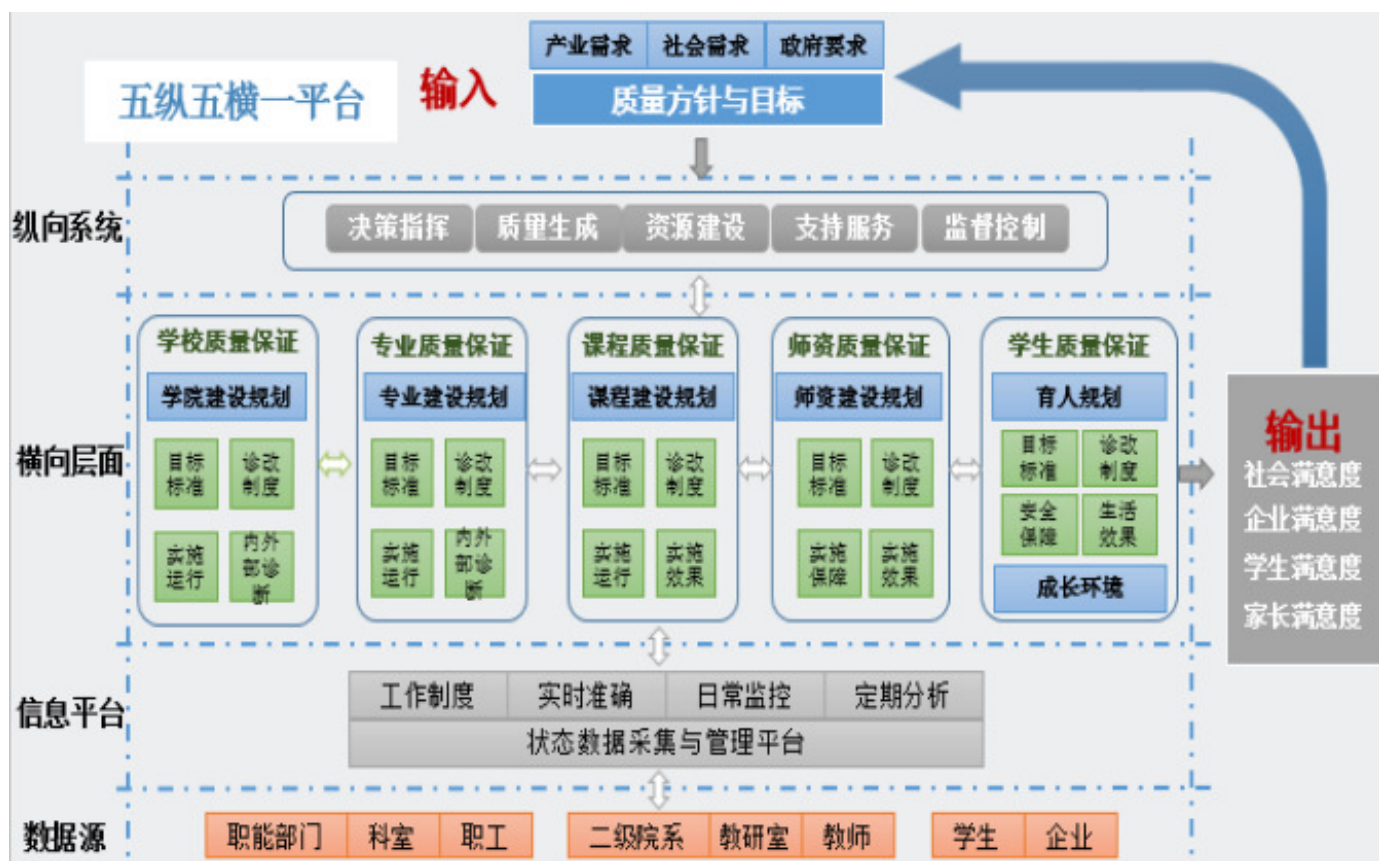 产业需求 社会需求 政府要求
五纵五横一平台
输入
质量方针与目标
纵向系统
决策指挥 质量生成 资源建设 支持服务 监督控制
横向层面
学校质量保证
学院建设规划
目标标准
诊改制度
实施运行
内外部诊断
专业质量保证
专业建设规划
目标标准
诊改制度
实施运行
内外部诊断
课程质量保证
课程建设规划
目标标准
诊改制度
实施运行
实施效果
师资质量保证
师资建设规划
目标标准
诊改制度
实施保障
实施效果
学生质量保证
育人规划
目标标准
诊改制度
安全保障
生活效果
成长环境
输出
社会满意度
企业满意度
学生满意度
家长满意度
信息平台
工作制度 实时准确 日常监控 定期分析
状态数据采集与管理平台
数据源
职能部门 科室 职工 二级院系 教研室 教师 学生 企业